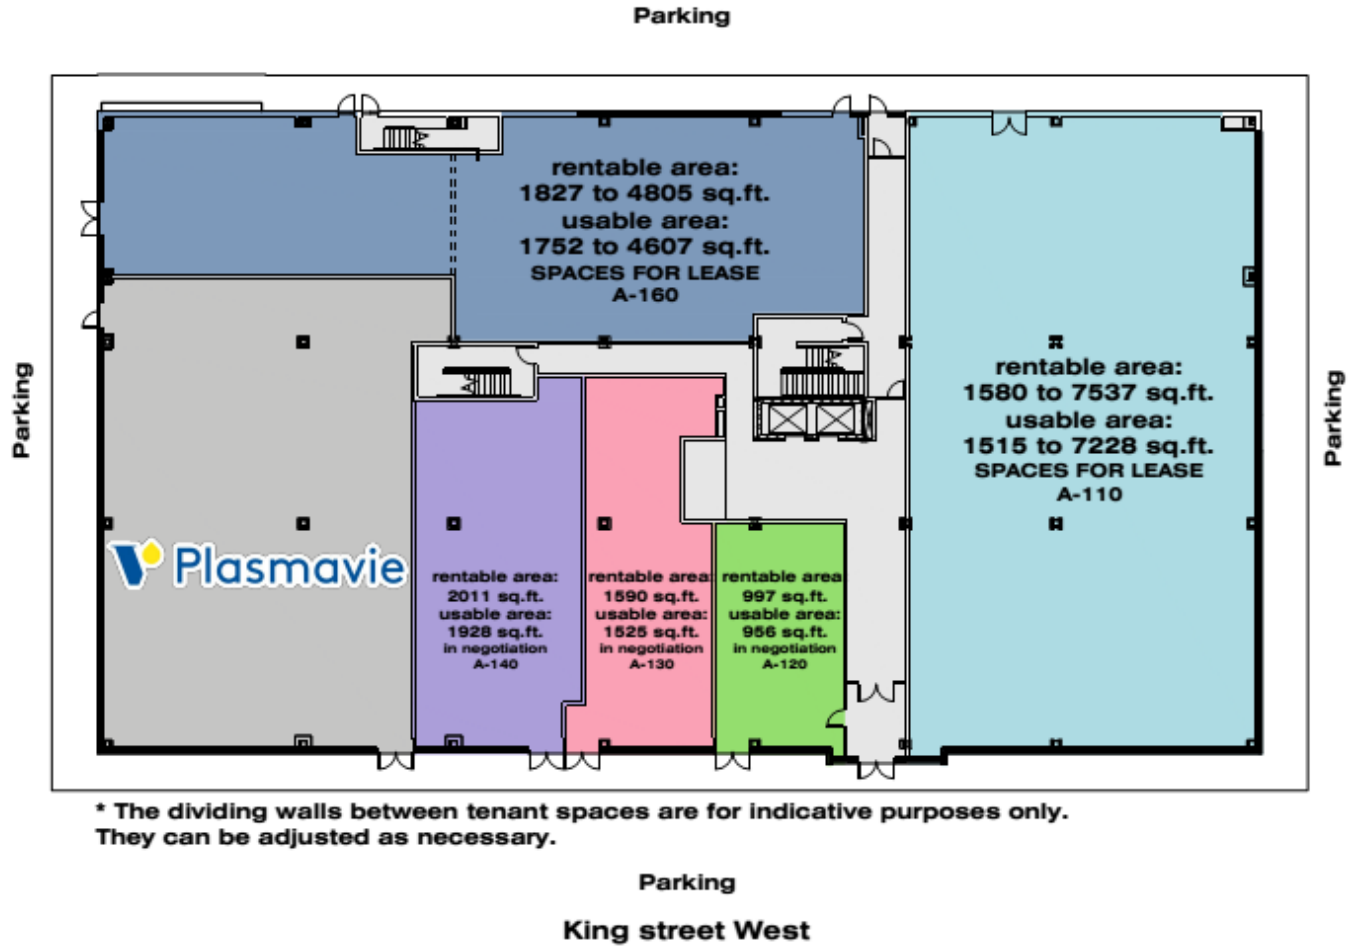 Parking
rentable area:
1827 to 4805 sq.ft.
usable area:
1752 to 4607 sq.ft.
SPACES FOR LEASE
A-160
Parking
rentable area:
1580 to 7537 sq.ft.
usable area:
1515 to 7228 sq.ft.
SPACES FOR LEASE
A-110
Parking
Plasmavie
rentable area:
2011 sq.ft.
usable area:
1928 sq.ft.
in negotiation
A-140
rentable area:
1590 sq.ft.
usable area:
1525 sq.ft.
in negotiation
A-130
rentable area
997 sq.ft.
usable area:
956 sq.ft.
in negotiation
A-120
* The dividing walls between tenant spaces are for indicative purposes only.
They can be adjusted as necessary.
Parking
King street West